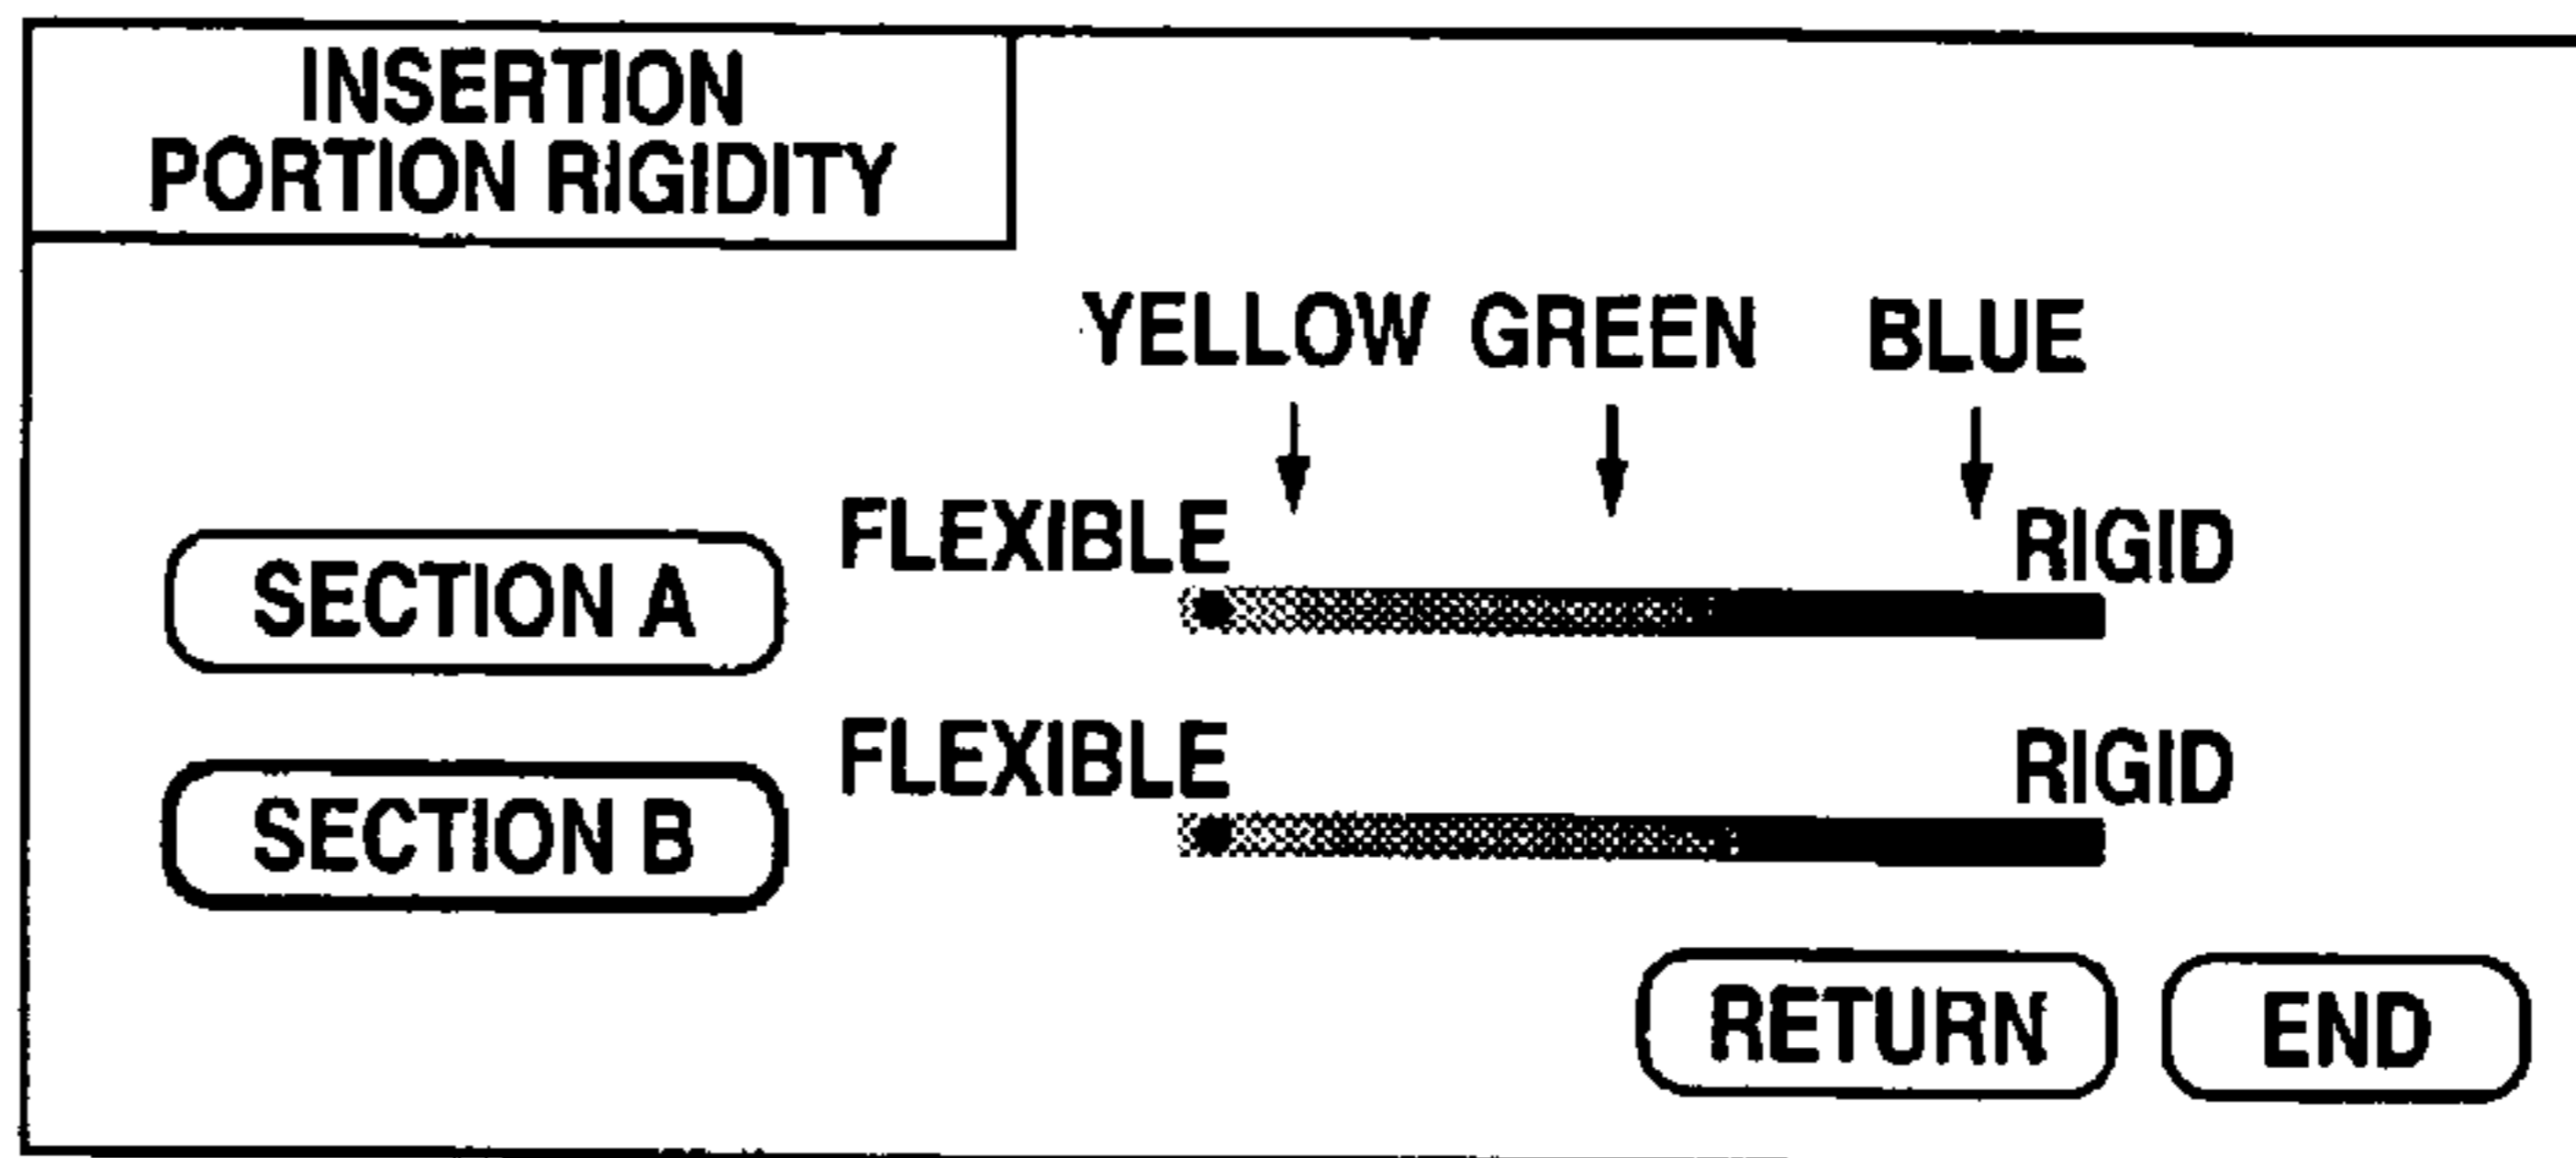 INSERTION
PORTION RIGIDITY
YELLOW GREEN BLUE
FLEXIBLE RIGID
SECTION A
FLEXIBLE RIGID
SECTION B
RETURN END